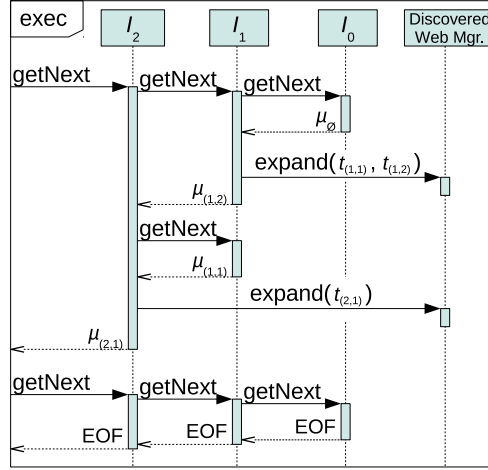 exec
I₂
I₁
I₀
Discovered
Web Mgr.
getNext
getNext
getNext
μ∅
expand(t(1,1), t(1,2))
μ(1,2)
getNext
μ(1,1)
expand(t(2,1))
μ(2,1)
getNext
getNext
getNext
EOF
EOF
EOF